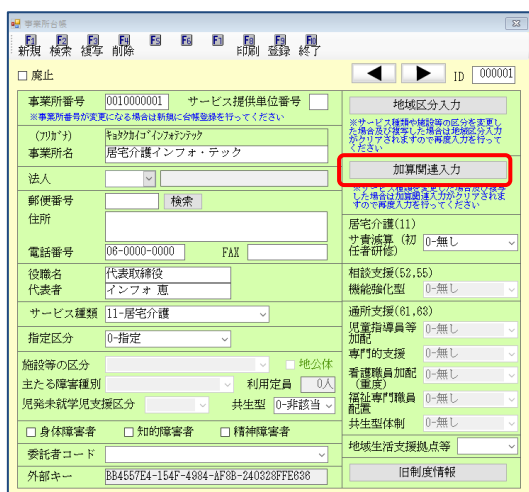 事業所台帳
F1 F2 F3 F4 F5 F6 F7 F8 F9 F10
新規 検索 複写 削除 印刷 登録 終了
□ 廃止
◀ ▶ ID 000001
事業所番号 0010000001 サービス提供単位番号
※事業所番号が変更になる場合は新規に台帳登録を行ってください
(フリガナ) ｷｮﾀｸｶｲｺﾞｲﾝﾌｫﾃﾝﾃｯｸ
事業所名 居宅介護インフォ・テック
法人
郵便番号 検索
住所
電話番号 06-0000-0000 FAX
役職名 代表取締役
代表者 インフォ 恵
サービス種類 11-居宅介護
指定区分 0-指定
施設等の区分 □ 地公体
主たる障害種別 利用定員 0人
児発未就学児支援区分 共生型 0-非該当
□ 身体障害者 □ 知的障害者 □ 精神障害者
委託者コード
外部キー BB4557E4-154F-4984-AF8B-240328FFE636
地域区分入力
※サービス種類や施設等の区分を変更し
た場合及び複写した場合は地域区分入力
がクリアされますので再度入力を行って
ください
加算関連入力
※サービス種類を変更した場合及び複写
した場合は加算関連入力がクリアされま
すので再度入力を行ってください
居宅介護(11)
サ責減算（初任者研修） 0-無し
相談支援(52,55)
機能強化型 0-無し
通所支援(61,63)
児童指導員等加配 0-無し
専門的支援 0-無し
看護職員加配（重度） 0-無し
福祉専門職員配置 0-無し
共生型体制 0-無し
地域生活支援拠点等
旧制度情報